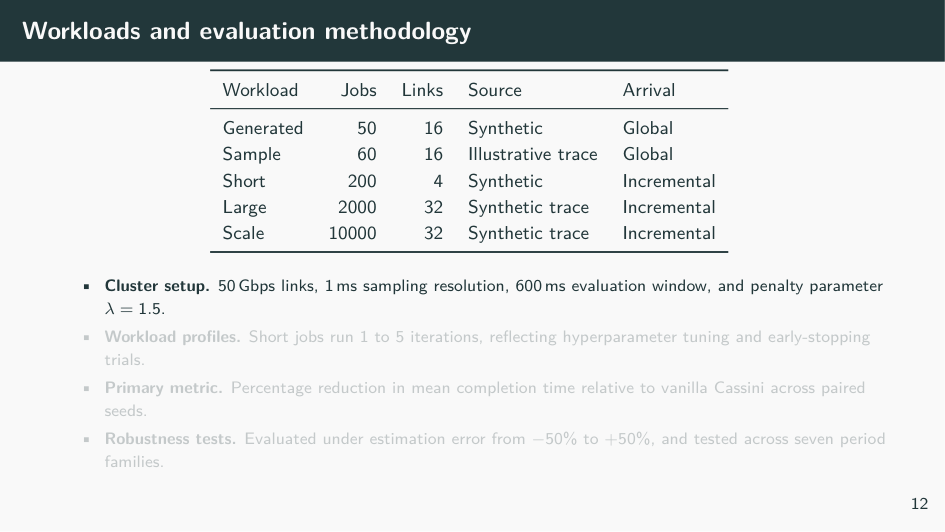 Workloads and evaluation methodology
Workload Jobs Links Source Arrival
Generated 50 16 Synthetic Global
Sample 60 16 Illustrative trace Global
Short 200 4 Synthetic Incremental
Large 2000 32 Synthetic trace Incremental
Scale 10000 32 Synthetic trace Incremental
▪ Cluster setup. 50 Gbps links, 1 ms sampling resolution, 600 ms evaluation window, and penalty parameter
λ = 1.5.
▪ Workload profiles. Short jobs run 1 to 5 iterations, reflecting hyperparameter tuning and early-stopping
trials.
▪ Primary metric. Percentage reduction in mean completion time relative to vanilla Cassini across paired
seeds.
▪ Robustness tests. Evaluated under estimation error from −50% to +50%, and tested across seven period
families.
12